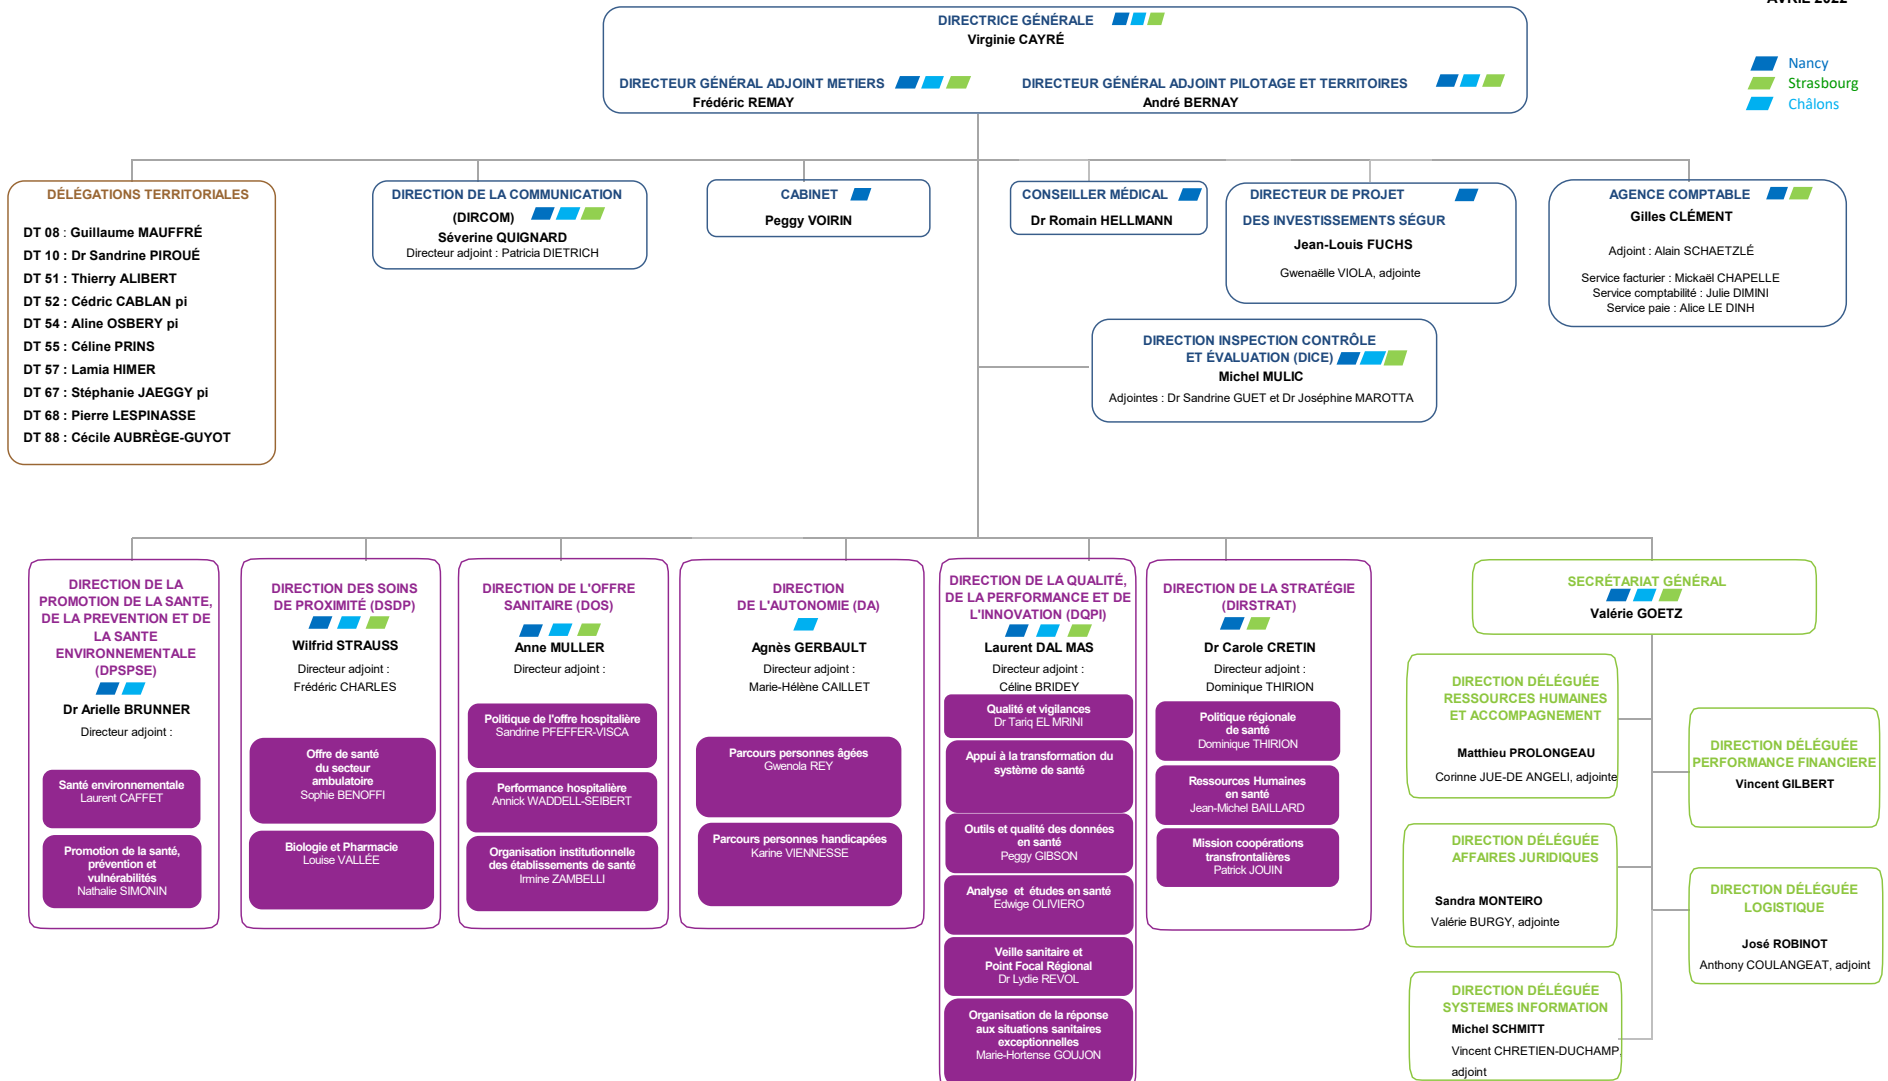 AVRIL 2022
DIRECTRICE GÉNÉRALE
Virginie CAYRÉ
DIRECTEUR GÉNÉRAL ADJOINT METIERS
Frédéric REMAY
DIRECTEUR GÉNÉRAL ADJOINT PILOTAGE ET TERRITOIRES
André BERNAY
Nancy
Strasbourg
Châlons
DÉLÉGATIONS TERRITORIALES
DT 08 : Guillaume MAUFFRÉ
DT 10 : Dr Sandrine PIROUÉ
DT 51 : Thierry ALIBERT
DT 52 : Cédric CABLAN pi
DT 54 : Aline OSBERY pi
DT 55 : Céline PRINS
DT 57 : Lamia HIMER
DT 67 : Stéphanie JAEGGY pi
DT 68 : Pierre LESPINASSE
DT 88 : Cécile AUBRÈGE-GUYOT
DIRECTION DE LA COMMUNICATION
(DIRCOM)
Séverine QUIGNARD
Directeur adjoint : Patricia DIETRICH
CABINET
Peggy VOIRIN
CONSEILLER MÉDICAL
Dr Romain HELLMANN
DIRECTEUR DE PROJET
DES INVESTISSEMENTS SÉGUR
Jean-Louis FUCHS
Gwenaëlle VIOLA, adjointe
AGENCE COMPTABLE
Gilles CLÉMENT
Adjoint : Alain SCHAETZLÉ
Service facturier : Mickaël CHAPELLE
Service comptabilité : Julie DIMINI
Service paie : Alice LE DINH
DIRECTION INSPECTION CONTRÔLE
ET ÉVALUATION (DICE)
Michel MULIC
Adjointes : Dr Sandrine GUET et Dr Joséphine MAROTTA
DIRECTION DE LA
PROMOTION DE LA SANTE,
DE LA PREVENTION ET DE
LA SANTE
ENVIRONNEMENTALE
(DPSPSE)
Dr Arielle BRUNNER
Directeur adjoint :
Santé environnementale
Laurent CAFFET
Promotion de la santé,
prévention et
vulnérabilités
Nathalie SIMONIN
DIRECTION DES SOINS
DE PROXIMITÉ (DSDP)
Wilfrid STRAUSS
Directeur adjoint :
Frédéric CHARLES
Offre de santé
du secteur
ambulatoire
Sophie BENOFFI
Biologie et Pharmacie
Louise VALLÉE
DIRECTION DE L'OFFRE
SANITAIRE (DOS)
Anne MULLER
Directeur adjoint :
Politique de l'offre hospitalière
Sandrine PFEFFER-VISCA
Performance hospitalière
Annick WADDELL-SEIBERT
Organisation institutionnelle
des établissements de santé
Irmine ZAMBELLI
DIRECTION
DE L'AUTONOMIE (DA)
Agnès GERBAULT
Directeur adjoint :
Marie-Hélène CAILLET
Parcours personnes âgées
Gwenola REY
Parcours personnes handicapées
Karine VIENNESSE
DIRECTION DE LA QUALITÉ,
DE LA PERFORMANCE ET DE
L'INNOVATION (DQPI)
Laurent DAL MAS
Directeur adjoint :
Céline BRIDEY
Qualité et vigilances
Dr Tariq EL MRINI
Appui à la transformation du
système de santé
Outils et qualité des données
en santé
Peggy GIBSON
Analyse et études en santé
Edwige OLIVIERO
Veille sanitaire et
Point Focal Régional
Dr Lydie REVOL
Organisation de la réponse
aux situations sanitaires
exceptionnelles
Marie-Hortense GOUJON
DIRECTION DE LA STRATÉGIE
(DIRSTRAT)
Dr Carole CRETIN
Directeur adjoint :
Dominique THIRION
Politique régionale
de santé
Dominique THIRION
Ressources Humaines
en santé
Jean-Michel BAILLARD
Mission coopérations
transfrontalières
Patrick JOUIN
SECRÉTARIAT GÉNÉRAL
Valérie GOETZ
DIRECTION DÉLÉGUÉE
RESSOURCES HUMAINES
ET ACCOMPAGNEMENT
Matthieu PROLONGEAU
Corinne JUE-DE ANGELI, adjointe
DIRECTION DÉLÉGUÉE
PERFORMANCE FINANCIERE
Vincent GILBERT
DIRECTION DÉLÉGUÉE
AFFAIRES JURIDIQUES
Sandra MONTEIRO
Valérie BURGY, adjointe
DIRECTION DÉLÉGUÉE
LOGISTIQUE
José ROBINOT
Anthony COULANGEAT, adjoint
DIRECTION DÉLÉGUÉE
SYSTEMES INFORMATION
Michel SCHMITT
Vincent CHRETIEN-DUCHAMP,
adjoint